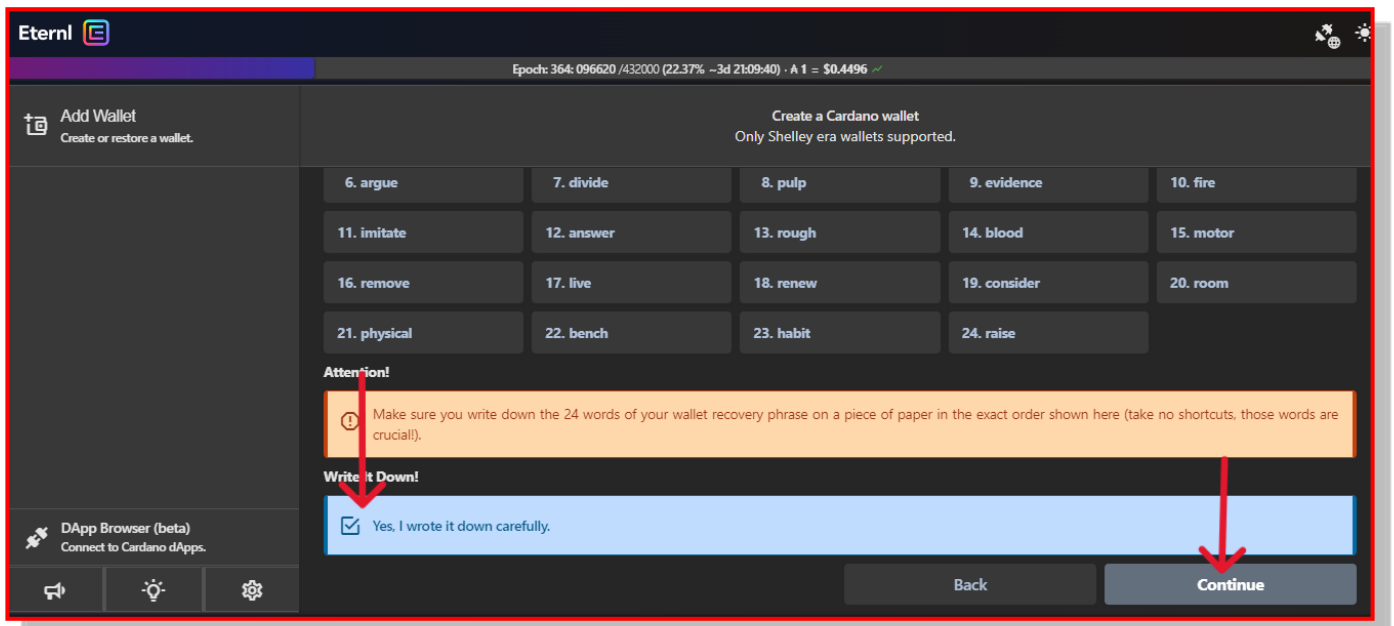 Eternl
Epoch: 364: 096620 /432000 (22.37% ~3d 21:09:40) · ₳ 1 = $0.4496
Add Wallet
Create or restore a wallet.
Create a Cardano wallet
Only Shelley era wallets supported.
6. argue 7. divide 8. pulp 9. evidence 10. fire
11. imitate 12. answer 13. rough 14. blood 15. motor
16. remove 17. live 18. renew 19. consider 20. room
21. physical 22. bench 23. habit 24. raise
Attention!
Make sure you write down the 24 words of your wallet recovery phrase on a piece of paper in the exact order shown here (take no shortcuts, those words are
crucial!).
Write It Down!
Yes, I wrote it down carefully.
DApp Browser (beta)
Connect to Cardano dApps.
Back Continue